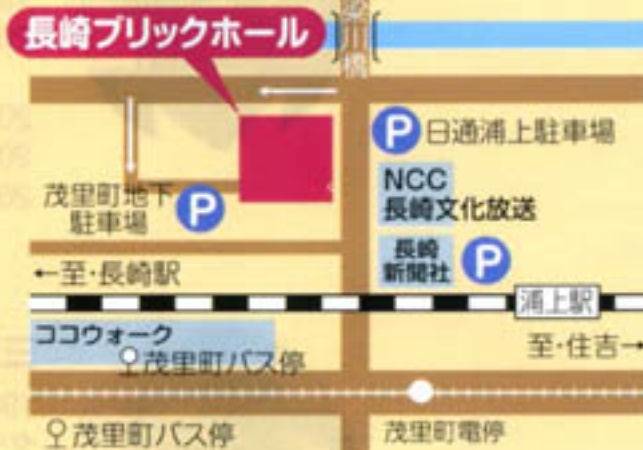 長崎ブリックホール
梁川橋
P 日通浦上駐車場
NCC
長崎文化放送
茂里町地下
駐車場 P
長崎
新聞社 P
←至・長崎駅
浦上駅
ココウォーク
茂里町バス停
至・住吉→
茂里町バス停
茂里町電停